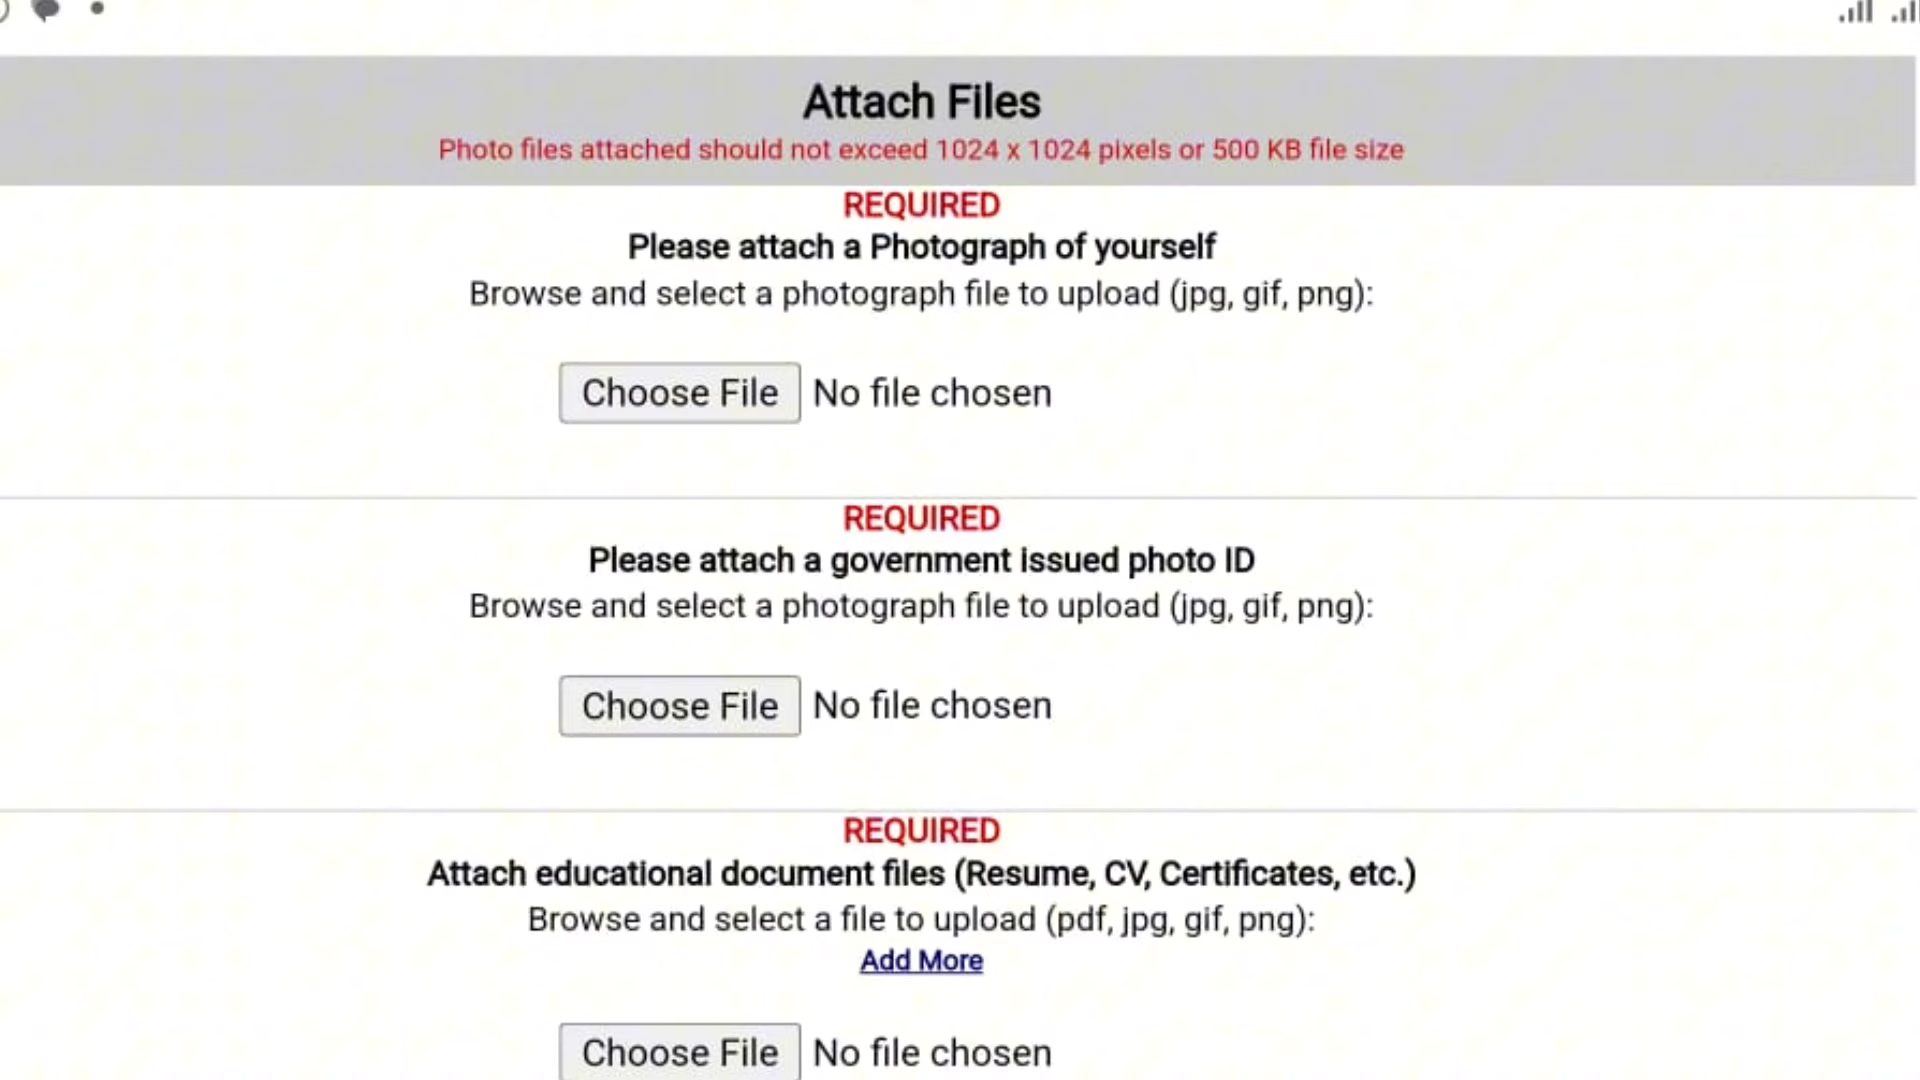 Attach Files
Photo files attached should not exceed 1024 x 1024 pixels or 500 KB file size
REQUIRED
Please attach a Photograph of yourself
Browse and select a photograph file to upload (jpg, gif, png):
Choose File No file chosen
REQUIRED
Please attach a government issued photo ID
Browse and select a photograph file to upload (jpg, gif, png):
Choose File No file chosen
REQUIRED
Attach educational document files (Resume, CV, Certificates, etc.)
Browse and select a file to upload (pdf, jpg, gif, png):
Add More
Choose File No file chosen